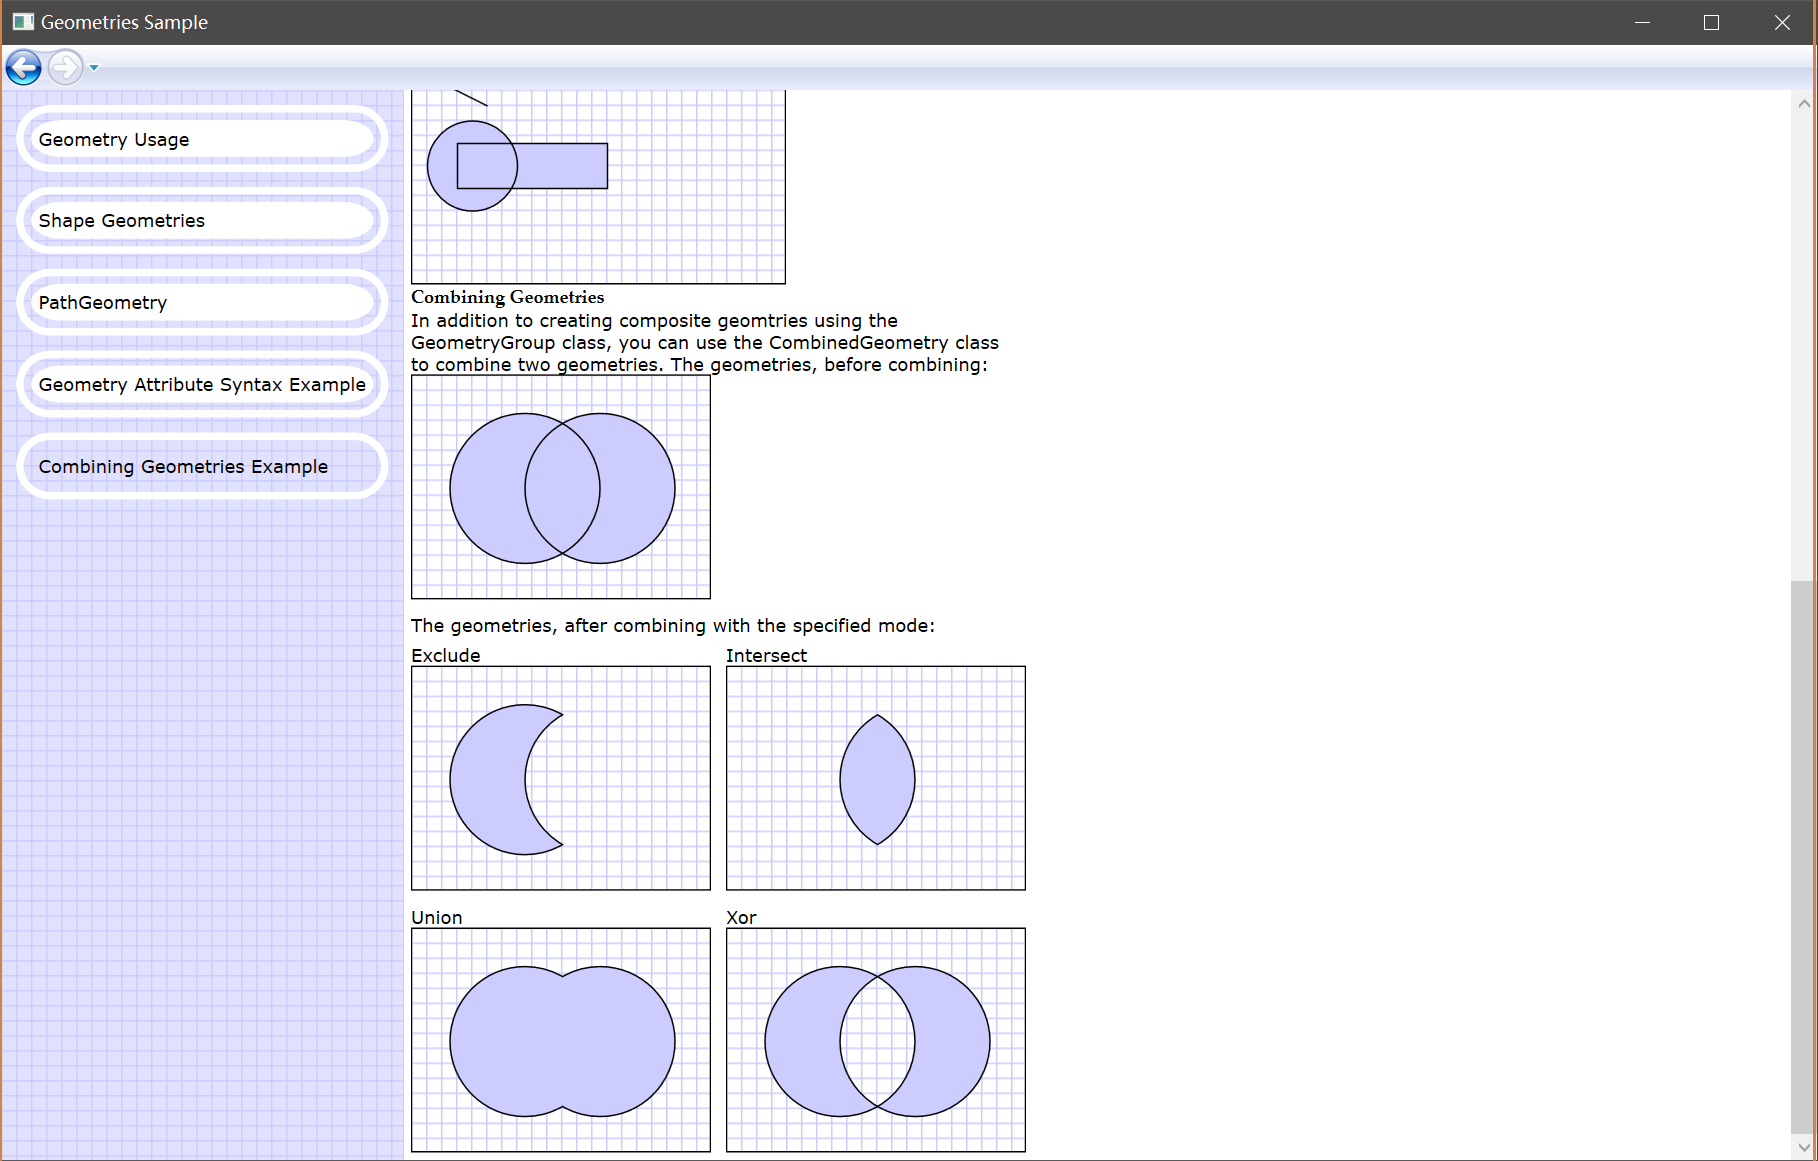 Geometries Sample
Geometry Usage
Shape Geometries
PathGeometry
Geometry Attribute Syntax Example
Combining Geometries Example
Combining Geometries
In addition to creating composite geomtries using the
GeometryGroup class, you can use the CombinedGeometry class
to combine two geometries. The geometries, before combining:
The geometries, after combining with the specified mode:
Exclude
Intersect
Union
Xor